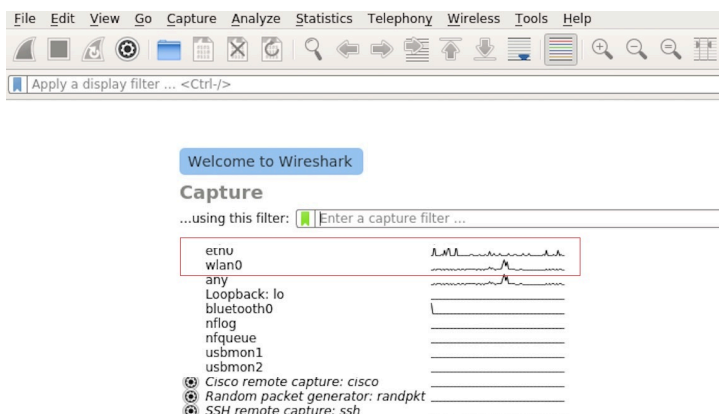 File Edit View Go Capture Analyze Statistics Telephony Wireless Tools Help
Apply a display filter ... <Ctrl-/>
Welcome to Wireshark
Capture
...using this filter: Enter a capture filter ...
eth0
wlan0
any
Loopback: lo
bluetooth0
nflog
nfqueue
usbmon1
usbmon2
Cisco remote capture: cisco
Random packet generator: randpkt
SSH remote capture: ssh